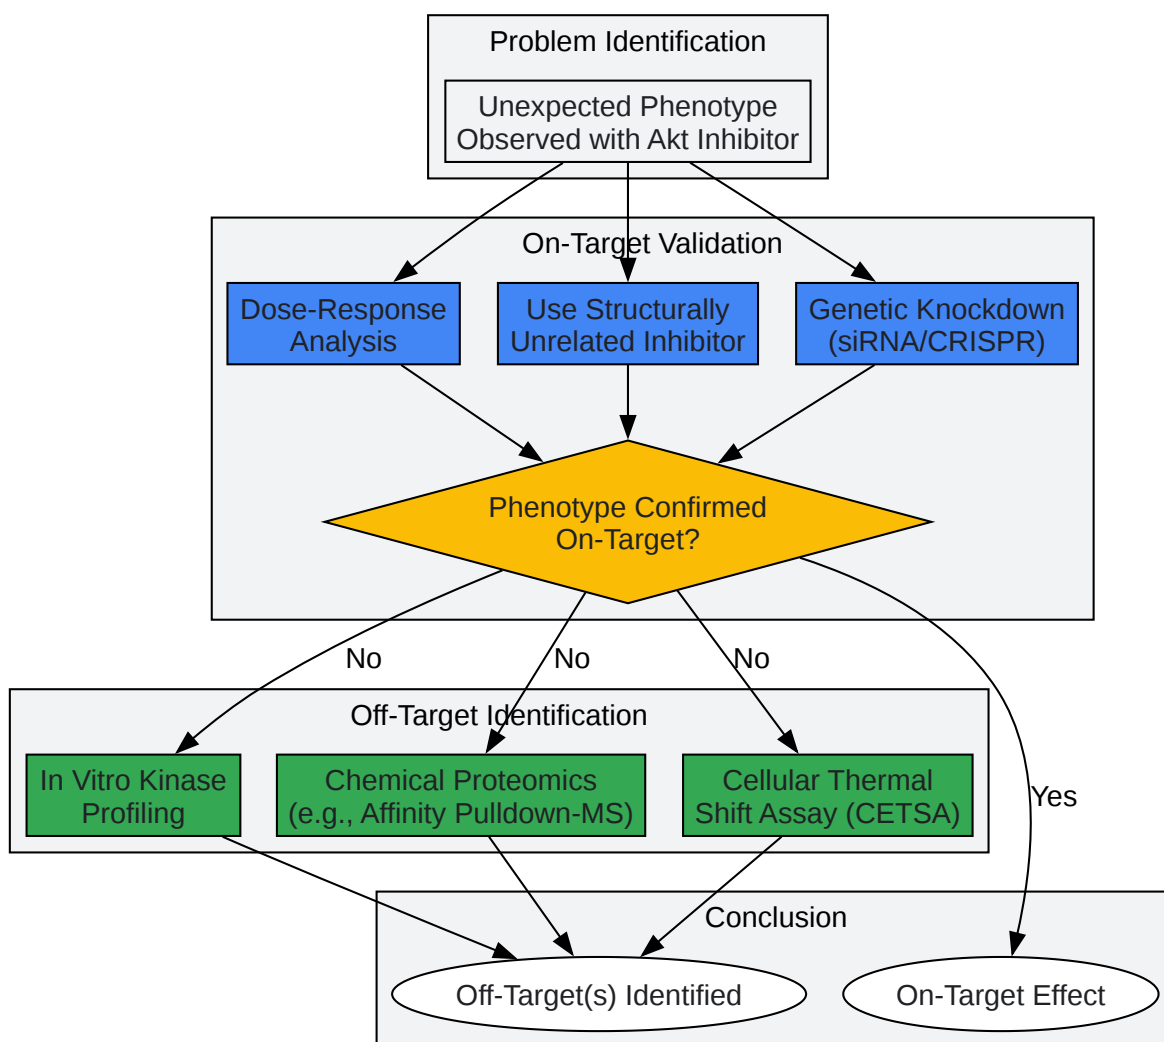 Problem Identification
Unexpected Phenotype
Observed with Akt Inhibitor
On-Target Validation
Dose-Response
Analysis
Use Structurally
Unrelated Inhibitor
Genetic Knockdown
(siRNA/CRISPR)
Phenotype Confirmed
On-Target?
No
No
No
Yes
Off-Target Identification
In Vitro Kinase
Profiling
Chemical Proteomics
(e.g., Affinity Pulldown-MS)
Cellular Thermal
Shift Assay (CETSA)
Conclusion
Off-Target(s) Identified
On-Target Effect